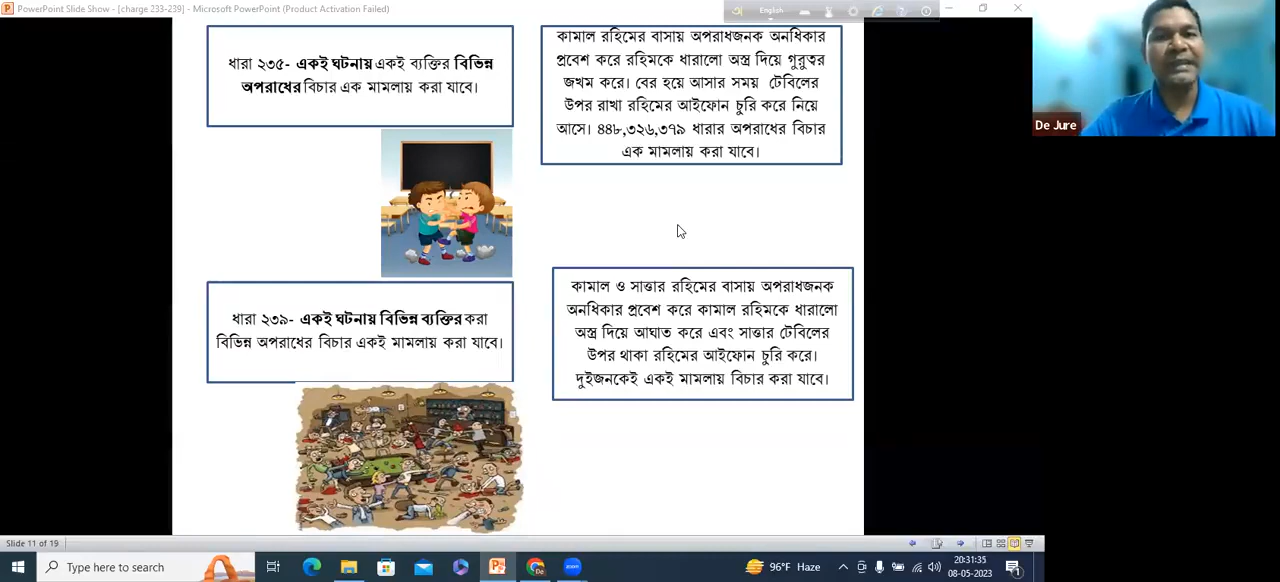 PowerPoint Slide Show - [charge 233-239] - Microsoft PowerPoint (Product Activation Failed)
English
ধারা ২৩৫- একই ঘটনায় একই ব্যক্তির বিভিন্ন
অপরাধের বিচার এক মামলায় করা যাবে।
কামাল রহিমের বাসায় অপরাধজনক অনধিকার
প্রবেশ করে রহিমকে ধারালো অস্ত্র দিয়ে গুরুত্বর
জখম করে। বের হয়ে আসার সময় টেবিলের
উপর রাখা রহিমের আইফোন চুরি করে নিয়ে
আসে। ৪৪৮,৩২৬,৩৭৯ ধারার অপরাধের বিচার
এক মামলায় করা যাবে।
De Jure
ধারা ২৩৯- একই ঘটনায় বিভিন্ন ব্যক্তির করা
বিভিন্ন অপরাধের বিচার একই মামলায় করা যাবে।
কামাল ও সাত্তার রহিমের বাসায় অপরাধজনক
অনধিকার প্রবেশ করে কামাল রহিমকে ধারালো
অস্ত্র দিয়ে আঘাত করে এবং সাত্তার টেবিলের
উপর থাকা রহিমের আইফোন চুরি করে।
দুইজনকেই একই মামলায় বিচার করা যাবে।
Slide 11 of 19
Type here to search
96°F Haze
20:31:35
08-05-2023